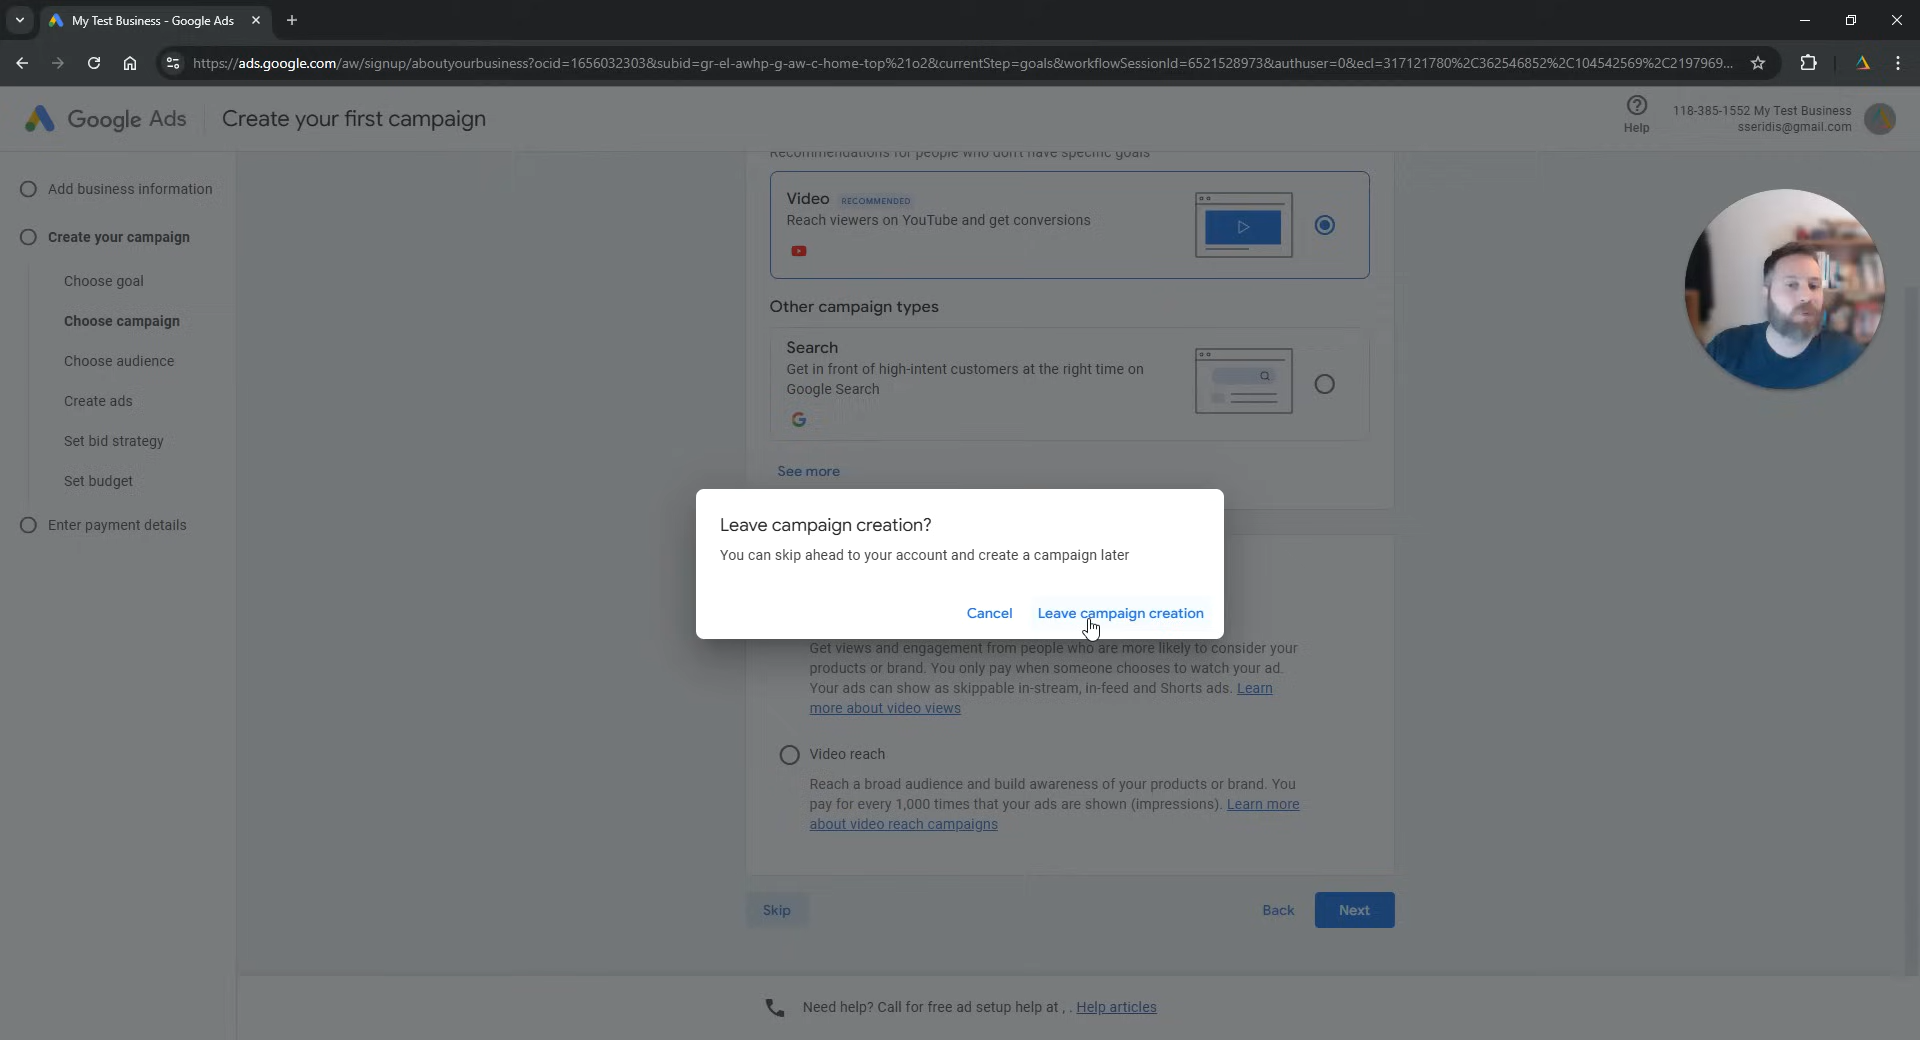 My Test Business - Google Ads
https://ads.google.com/aw/signup/aboutyourbusiness?ocid=1656032303&subid=gr-el-awhp-g-aw-c-home-top%21o2&currentStep=goals&workflowSessionId=6521528973&authuser=0&ecl=317121780%2C362546852%2C104542569%2C2197969...
Google Ads
Create your first campaign
Help
118-385-1552 My Test Business
sseridis@gmail.com
Add business information
Create your campaign
Choose goal
Choose campaign
Choose audience
Create ads
Set bid strategy
Set budget
Enter payment details
Recommendations for people who don't have specific goals
Video RECOMMENDED
Reach viewers on YouTube and get conversions
Other campaign types
Search
Get in front of high-intent customers at the right time on
Google Search
See more
Leave campaign creation?
You can skip ahead to your account and create a campaign later
Cancel
Leave campaign creation
Get views and engagement from people who are more likely to consider your
products or brand. You only pay when someone chooses to watch your ad.
Your ads can show as skippable in-stream, in-feed and Shorts ads. Learn
more about video views
Video reach
Reach a broad audience and build awareness of your products or brand. You
pay for every 1,000 times that your ads are shown (impressions). Learn more
about video reach campaigns
Skip
Back
Next
Need help? Call for free ad setup help at , . Help articles